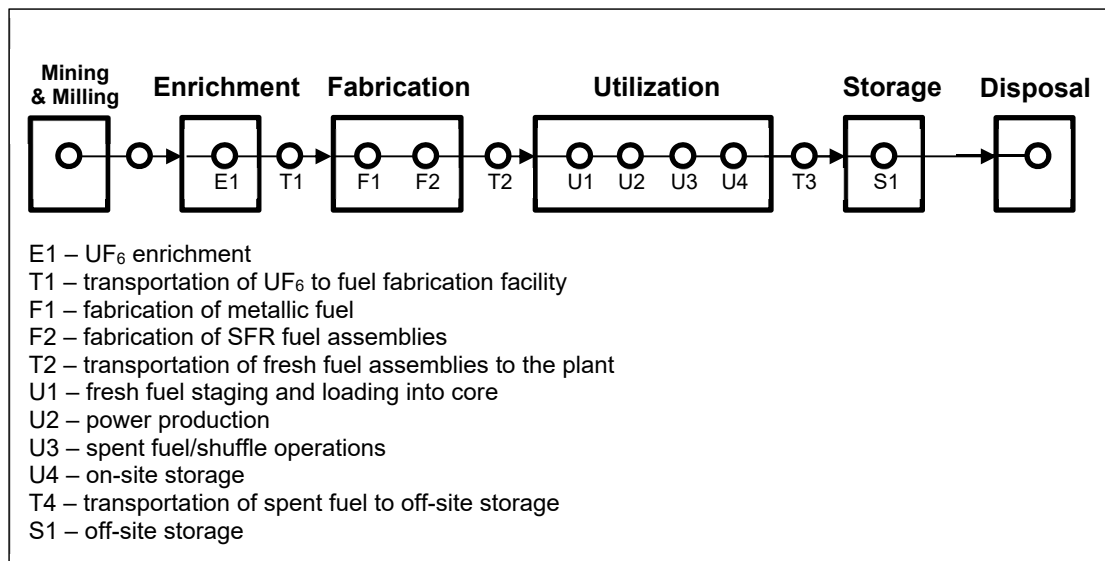 Mining
& Milling
Enrichment
Fabrication
Utilization
Storage
Disposal
E1
T1
F1
F2
T2
U1
U2
U3
U4
T3
S1
E1 – UF₆ enrichment
T1 – transportation of UF₆ to fuel fabrication facility
F1 – fabrication of metallic fuel
F2 – fabrication of SFR fuel assemblies
T2 – transportation of fresh fuel assemblies to the plant
U1 – fresh fuel staging and loading into core
U2 – power production
U3 – spent fuel/shuffle operations
U4 – on-site storage
T4 – transportation of spent fuel to off-site storage
S1 – off-site storage